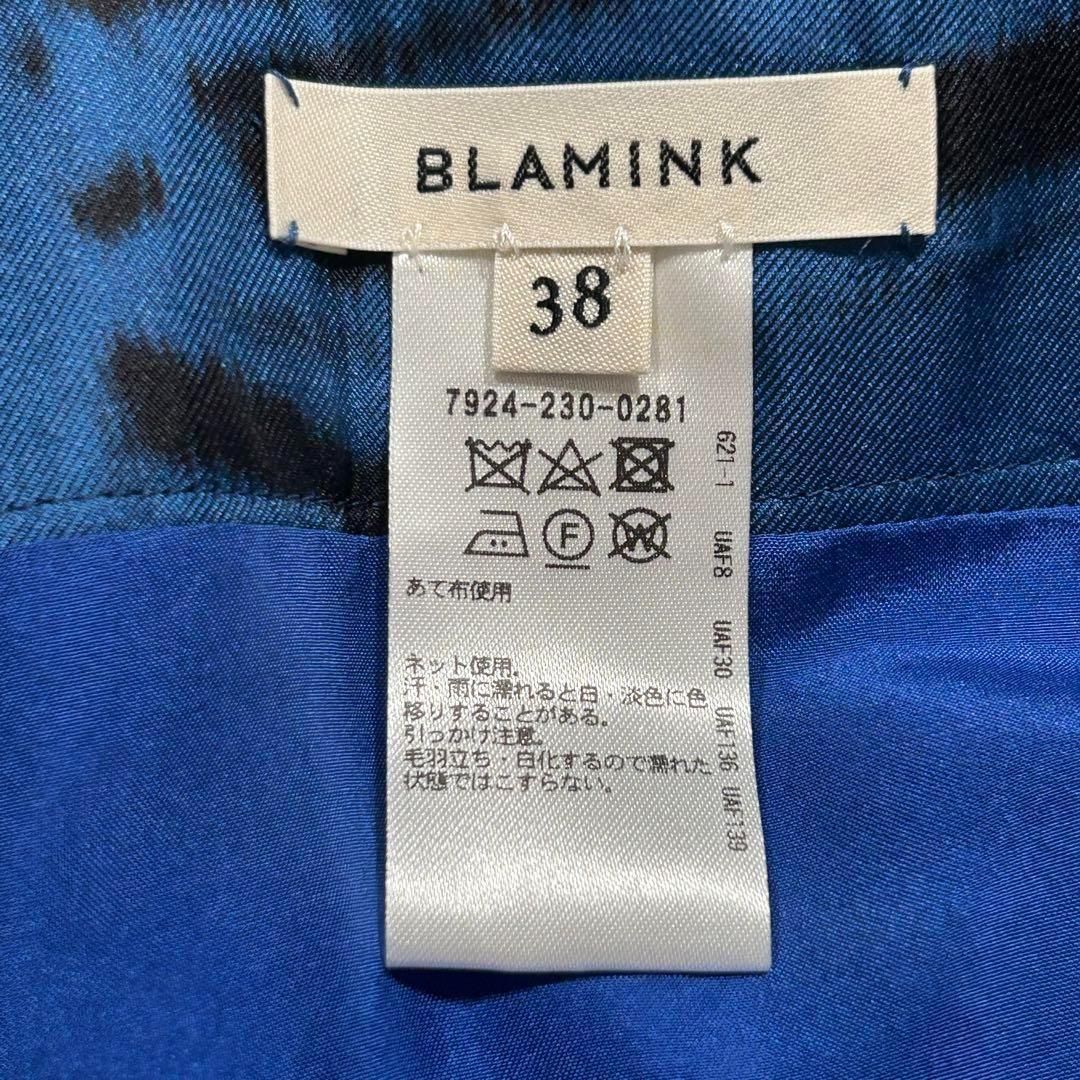 BLAMINK
38
7924-230-0281
F
W
あて布使用
ネット使用。
汗・雨に濡れると白・淡色に色
移りすることがある。
引っかけ注意。
毛羽立ち・白化するので濡れた
状態ではこすらない。
621-1 UAF8 UAF30 UAF136 UAF139